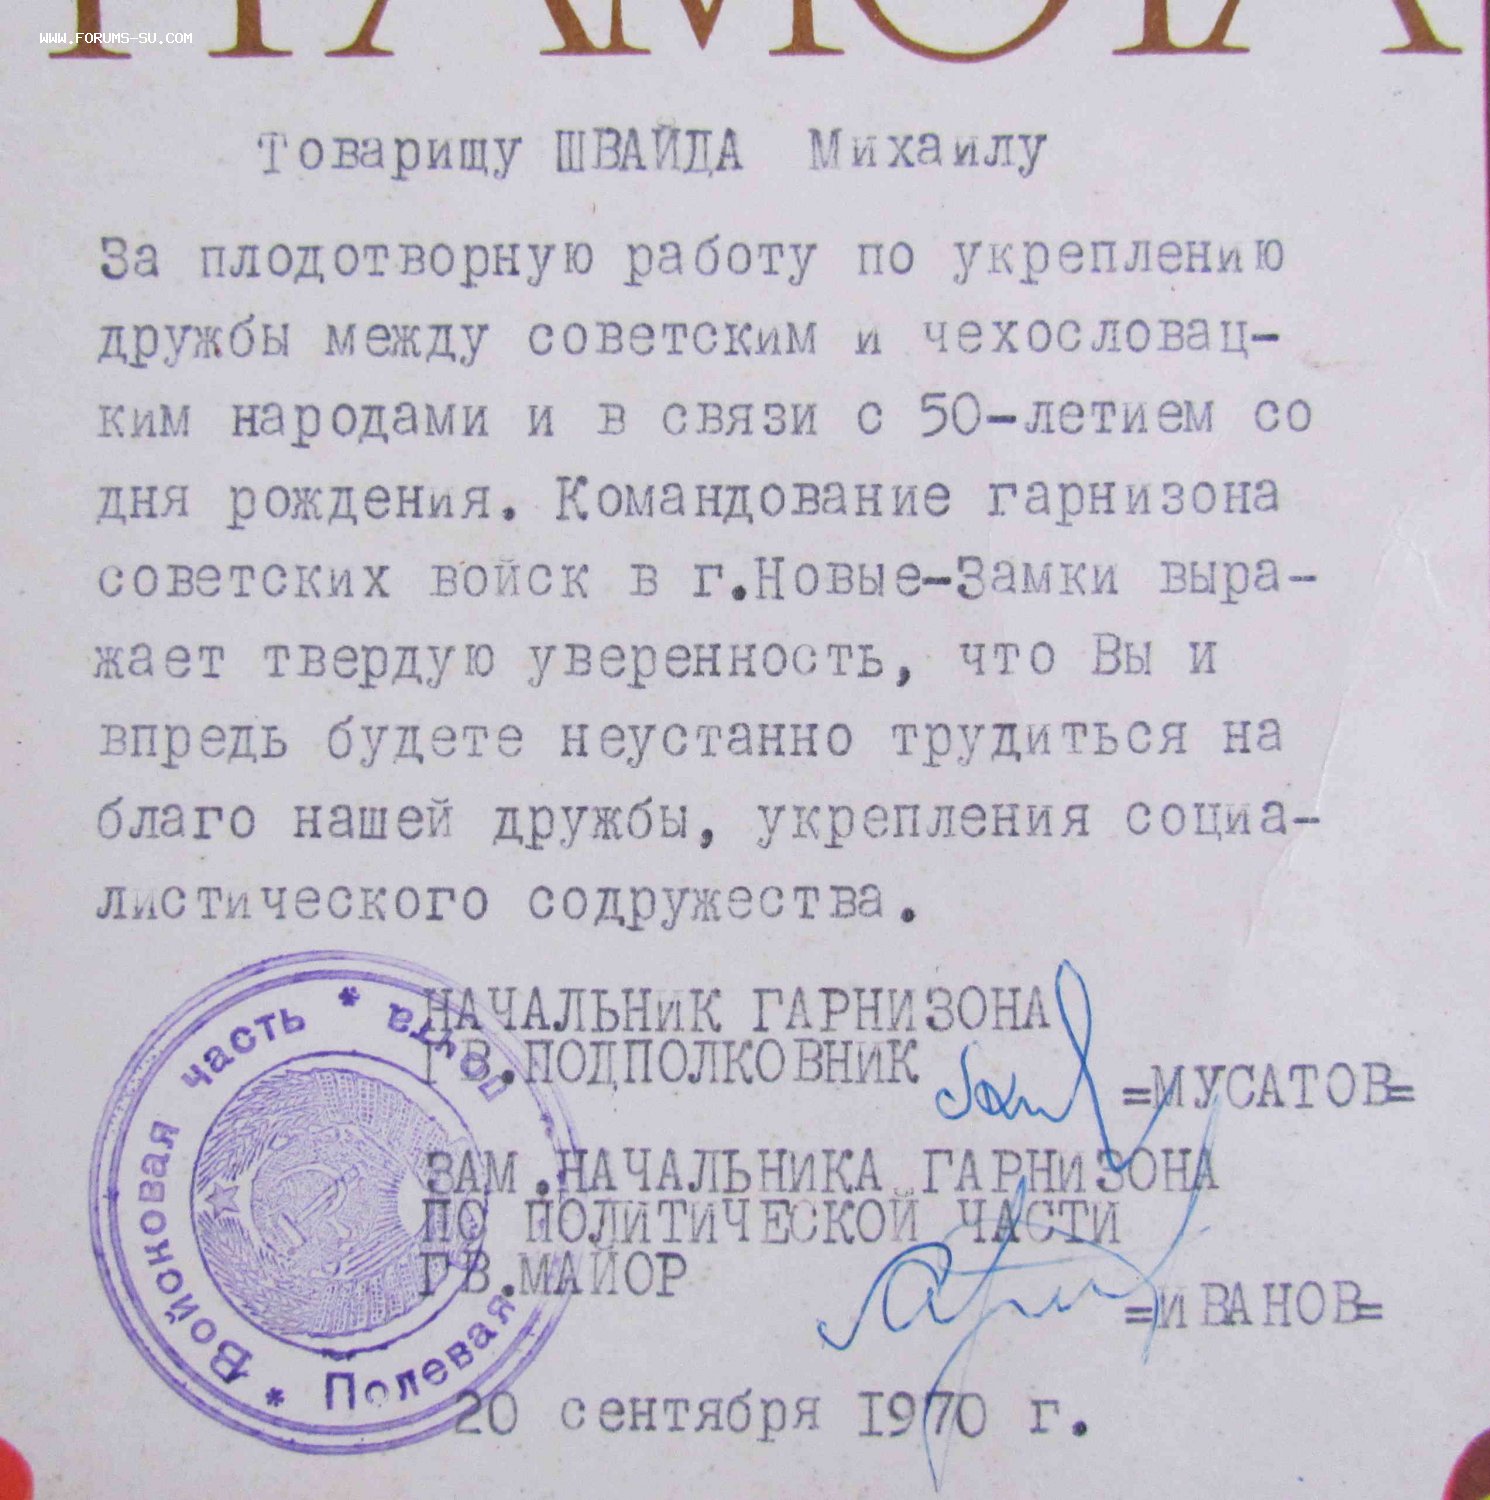 ГРАМОТА
WWW.FORUMS-SU.COM
Товарищу ШВАЙДА Михаилу
За плодотворную работу по укреплению
дружбы между советским и чехословац-
ким народами и в связи с 50-летием со
дня рождения. Командование гарнизона
советских войск в г.Новые-Замки выра-
жает твердую уверенность, что Вы и
впредь будете неустанно трудиться на
благо нашей дружбы, укрепления социа-
листического содружества.
НАЧАЛЬНИК ГАРНИЗОНА
ГВ.ПОДПОЛКОВНИК
=МУСАТОВ=
ЗАМ.НАЧАЛЬНИКА ГАРНИЗОНА
ПО ПОЛИТИЧЕСКОЙ ЧАСТИ
ГВ.МАЙОР
=ИВАНОВ=
20 сентября 1970 г.
* Войсковая часть * Полевая почта